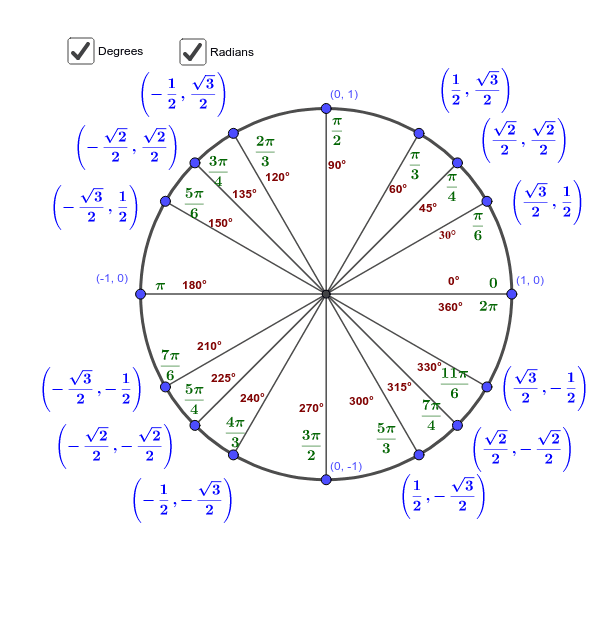 Degrees Radians
(-1/2, √3/2) (0, 1) (1/2, √3/2)
(-√2/2, √2/2) (√2/2, √2/2)
(-√3/2, 1/2) (√3/2, 1/2)
2π/3 π/2 π/3
3π/4 120° 90° 60° π/4
5π/6 135° 45° π/6
150° 30°
(-1, 0) π 180° 0° 0 (1, 0)
360° 2π
7π/6 210° 330° 11π/6
(-√3/2, -1/2) 5π/4 225° 315° 7π/4 (√3/2, -1/2)
240° 270° 300°
4π/3 3π/2 5π/3
(-√2/2, -√2/2) (√2/2, -√2/2)
(-1/2, -√3/2) (0, -1) (1/2, -√3/2)